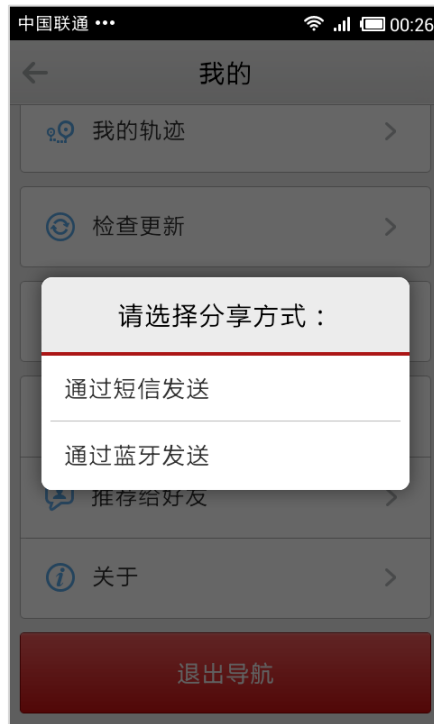 中国联通 ••• 00:26
我的
我的轨迹
检查更新
请选择分享方式：
通过短信发送
通过蓝牙发送
推荐给好友
关于
退出导航